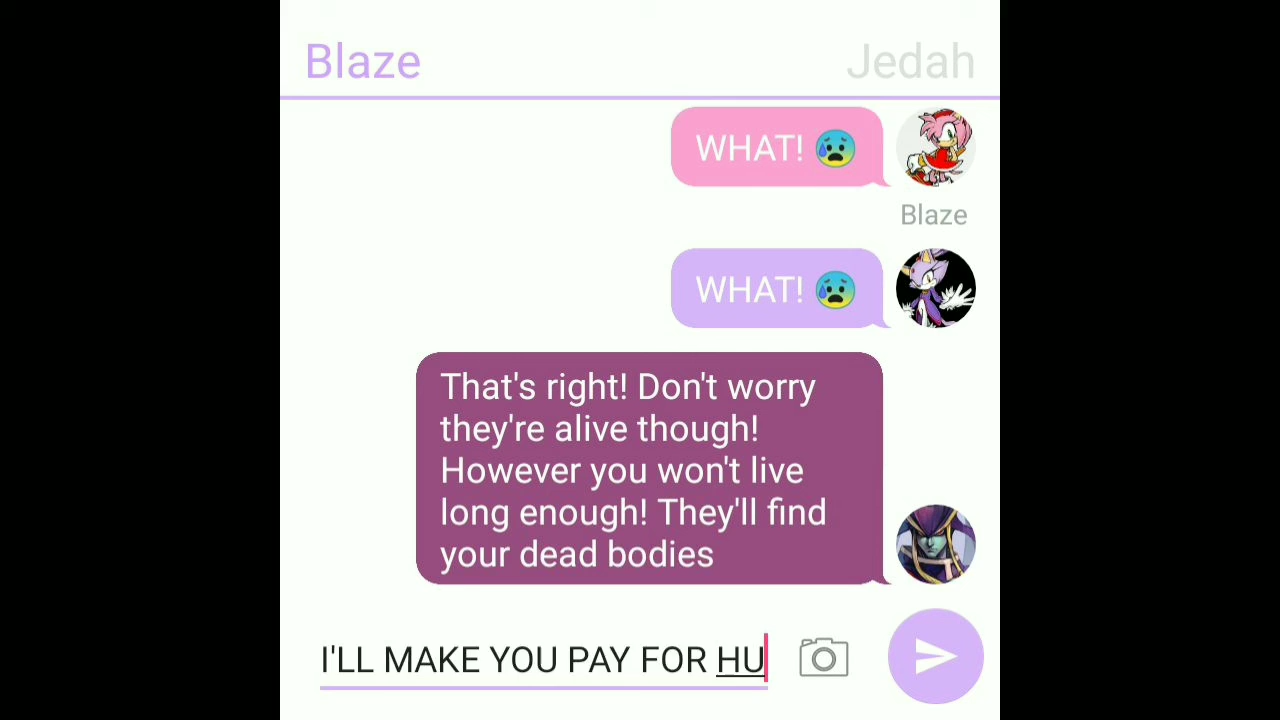 Blaze Jedah
WHAT! 😰
Blaze
WHAT! 😰
That's right! Don't worry
they're alive though!
However you won't live
long enough! They'll find
your dead bodies
I'LL MAKE YOU PAY FOR HU